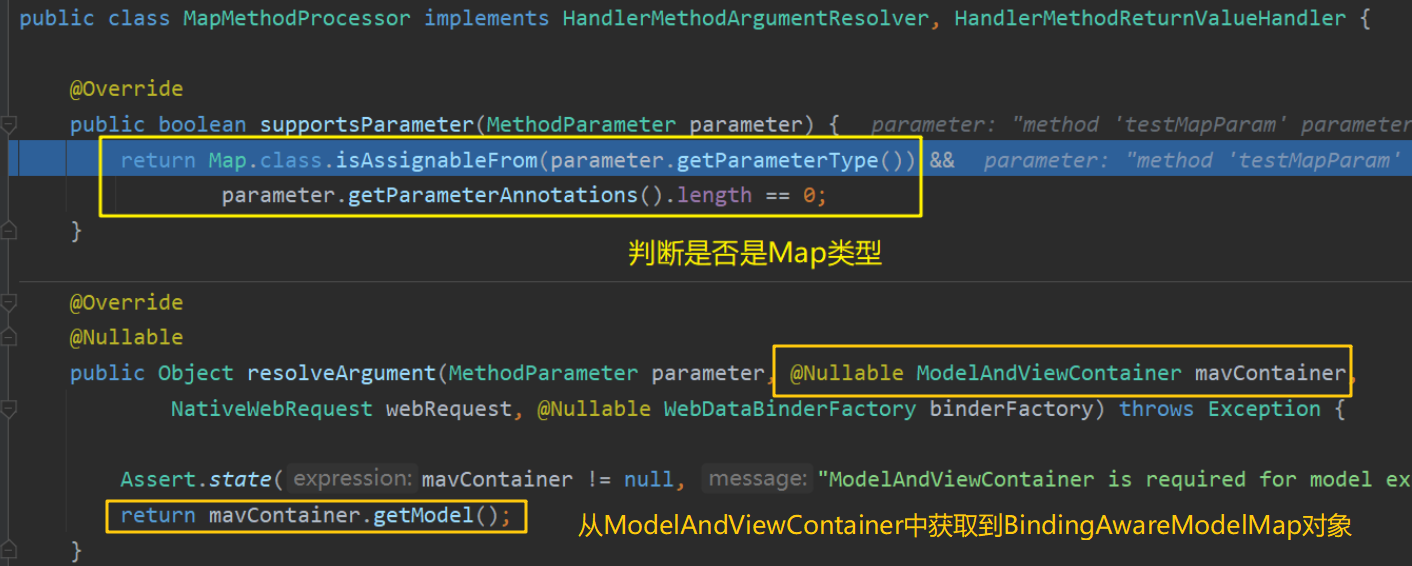 public class MapMethodProcessor implements HandlerMethodArgumentResolver, HandlerMethodReturnValueHandler {
@Override
public boolean supportsParameter(MethodParameter parameter) { parameter: "method 'testMapParam' parameter
return Map.class.isAssignableFrom(parameter.getParameterType()) && parameter: "method 'testMapParam'
parameter.getParameterAnnotations().length == 0;
}
判断是否是Map类型
@Override
@Nullable
public Object resolveArgument(MethodParameter parameter, @Nullable ModelAndViewContainer mavContainer,
NativeWebRequest webRequest, @Nullable WebDataBinderFactory binderFactory) throws Exception {
Assert.state( expression: mavContainer != null, message: "ModelAndViewContainer is required for model ex
return mavContainer.getModel();
从ModelAndViewContainer中获取到BindingAwareModelMap对象
}